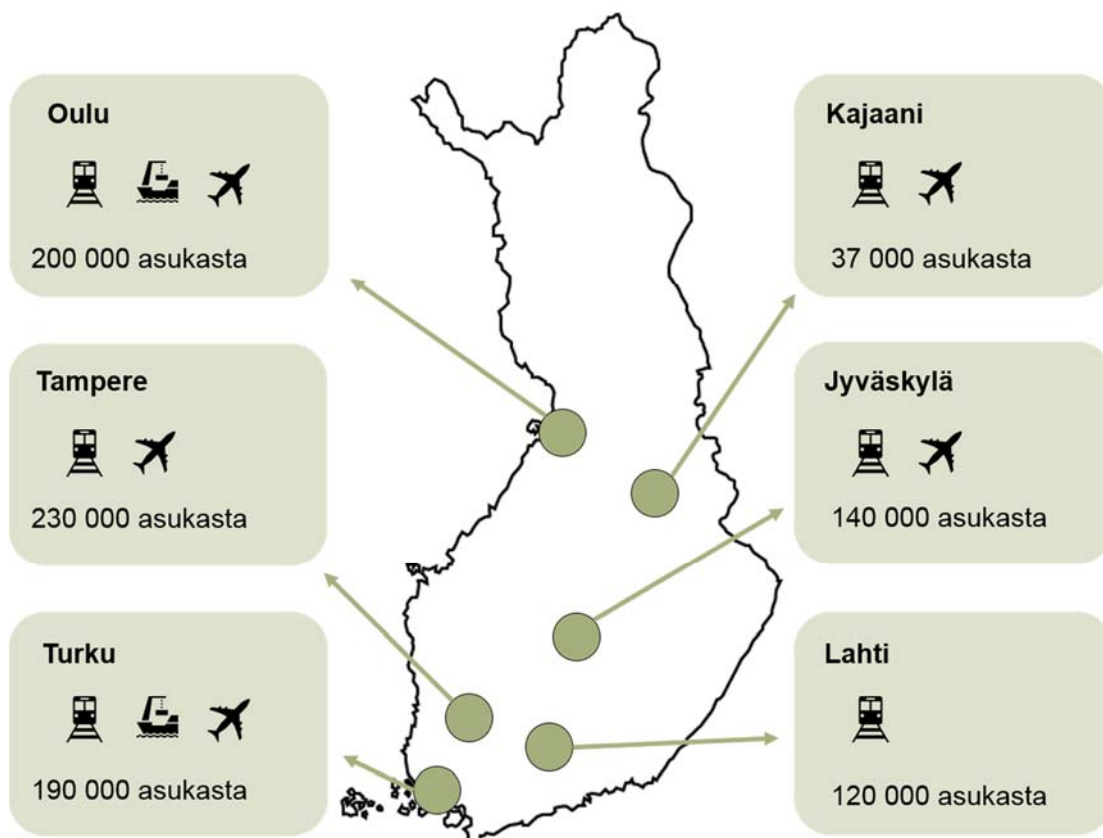 Oulu
200 000 asukasta
Tampere
230 000 asukasta
Turku
190 000 asukasta
Kajaani
37 000 asukasta
Jyväskylä
140 000 asukasta
Lahti
120 000 asukasta